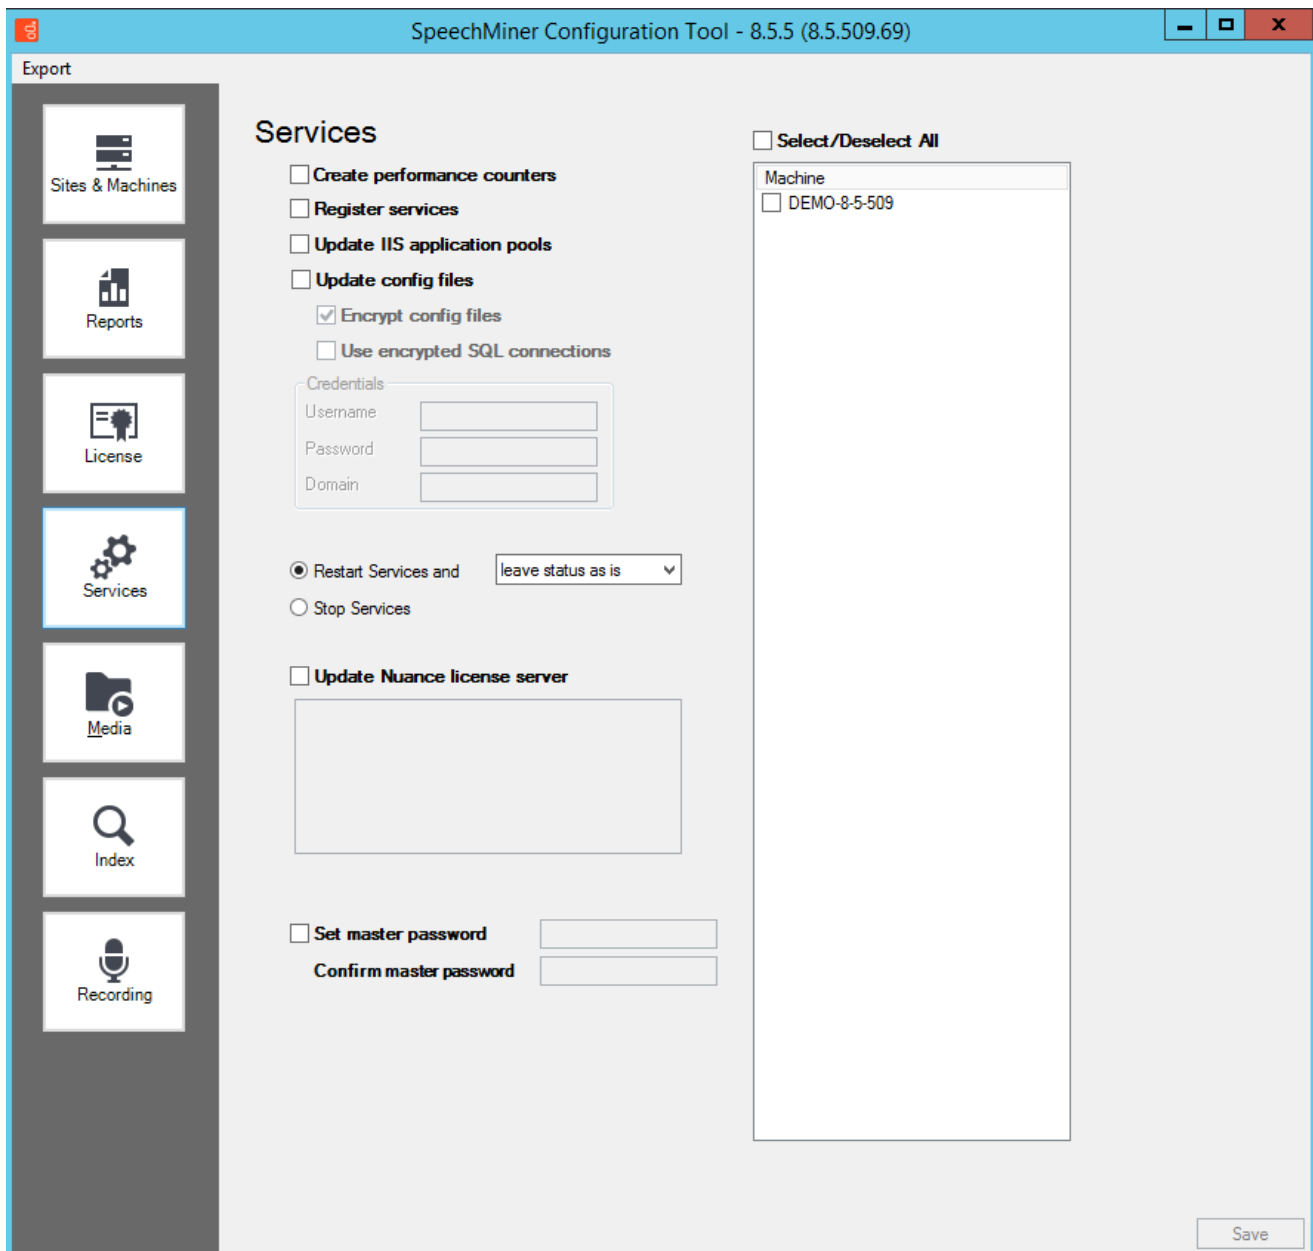 SpeechMiner Configuration Tool - 8.5.5 (8.5.509.69)
Export
Sites & Machines
Reports
License
Services
Media
Index
Recording
Services
Create performance counters
Register services
Update IIS application pools
Update config files
Encrypt config files
Use encrypted SQL connections
Credentials
Username
Password
Domain
Restart Services and leave status as is
Stop Services
Update Nuance license server
Set master password
Confirm master password
Select/Deselect All
Machine
DEMO-8-5-509
Save